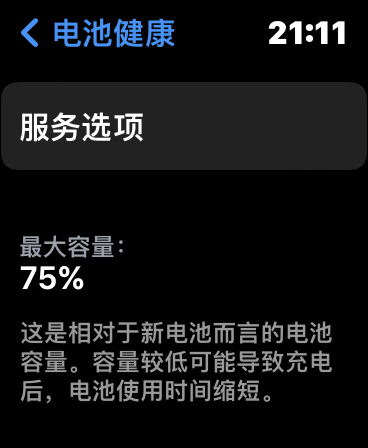 电池健康 21:11
服务选项
最大容量：
75%
这是相对于新电池而言的电池
容量。容量较低可能导致充电
后，电池使用时间缩短。